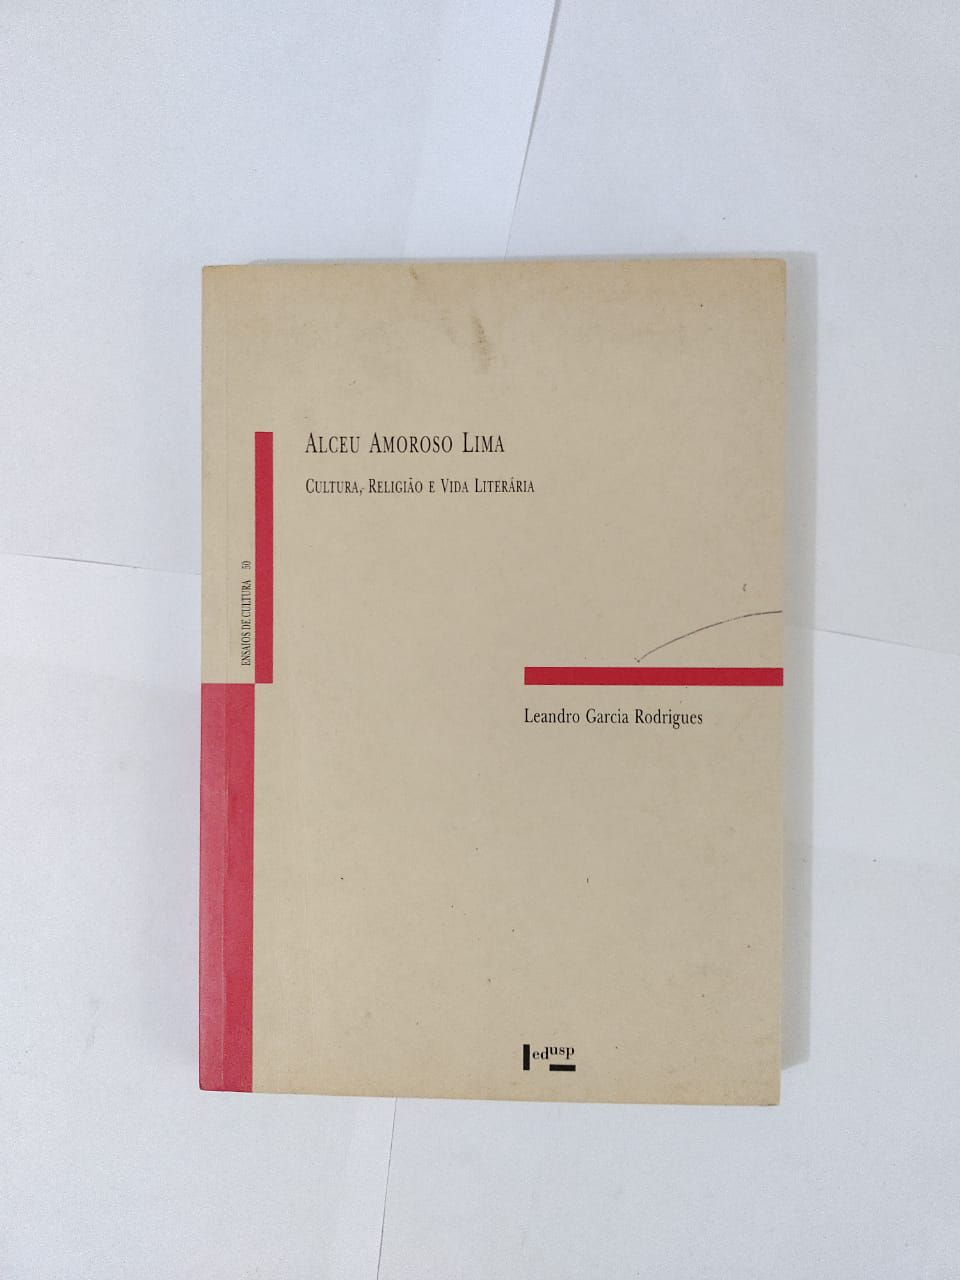 ALCEU AMOROSO LIMA
CULTURA, RELIGIÃO E VIDA LITERÁRIA
ENSAIOS DE CULTURA 50
Leandro Garcia Rodrigues
edusp